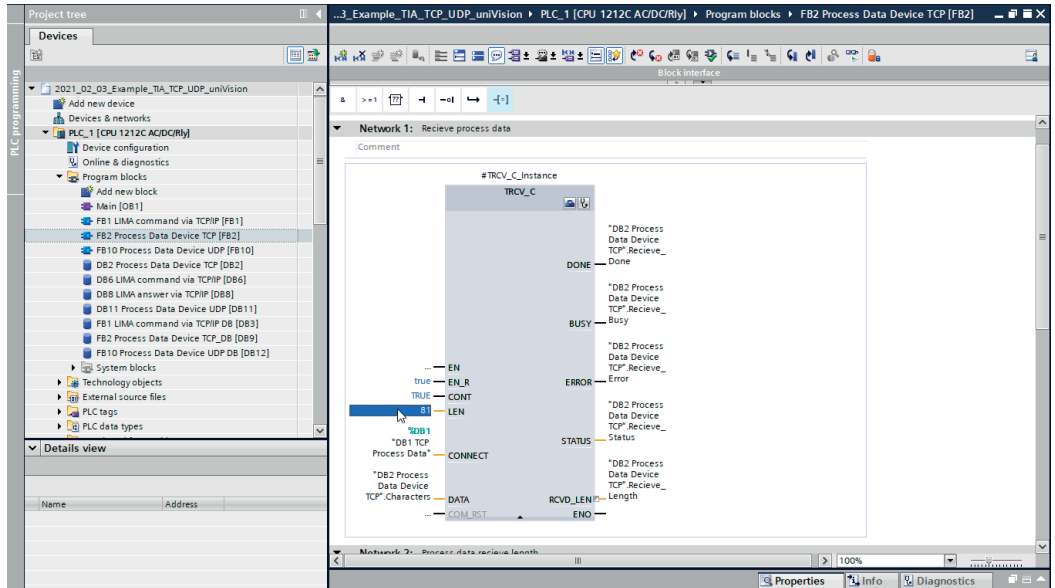 Project tree
...3_Example_TIA_TCP_UDP_uniVision ▸ PLC_1 [CPU 1212C AC/DC/Rly] ▸ Program blocks ▸ FB2 Process Data Device TCP [FB2]
Devices
PLC programming
Block interface
2021_02_03_Example_TIA_TCP_UDP_uniVision
Add new device
Devices & networks
PLC_1 [CPU 1212C AC/DC/Rly]
Device configuration
Online & diagnostics
Program blocks
Add new block
Main [OB1]
FB1 LIMA command via TCP/IP [FB1]
FB2 Process Data Device TCP [FB2]
FB10 Process Data Device UDP [FB10]
DB2 Process Data Device TCP [DB2]
DB6 LIMA command via TCP/IP [DB6]
DB8 LIMA answer via TCP/IP [DB8]
DB11 Process Data Device UDP [DB11]
FB1 LIMA command via TCP/IP DB [DB3]
FB2 Process Data Device TCP_DB [DB9]
FB10 Process Data Device UDP DB [DB12]
System blocks
Technology objects
External source files
PLC tags
PLC data types
Details view
Name Address
& >=1 ?? -[=]
Network 1: Recieve process data
Comment
#TRCV_C_Instance
TRCV_C
"DB2 Process
Data Device
TCP".Recieve_
DONE Done
"DB2 Process
Data Device
TCP".Recieve_
BUSY Busy
"DB2 Process
Data Device
... EN TCP".Recieve_
true EN_R ERROR Error
TRUE CONT
81 LEN
"DB2 Process
Data Device
TCP".Recieve_
STATUS Status
%DB1
"DB1 TCP
Process Data" CONNECT
"DB2 Process
Data Device
TCP".Recieve_
RCVD_LEN Length
"DB2 Process
Data Device
TCP".Characters DATA
... COM_RST ENO
Network 2: Process data recieve length
100%
Properties Info Diagnostics